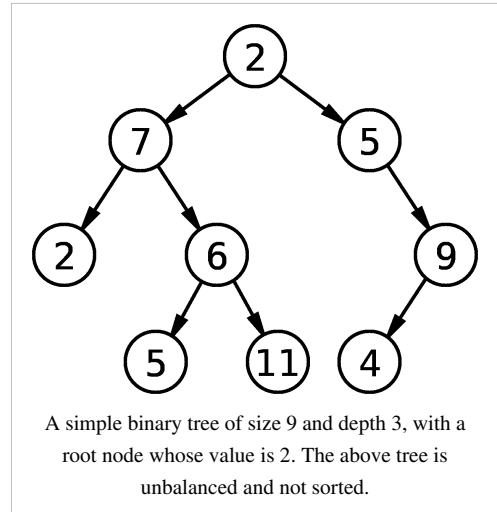 2
7 5
2 6 9
5 11 4
A simple binary tree of size 9 and depth 3, with a
root node whose value is 2. The above tree is
unbalanced and not sorted.